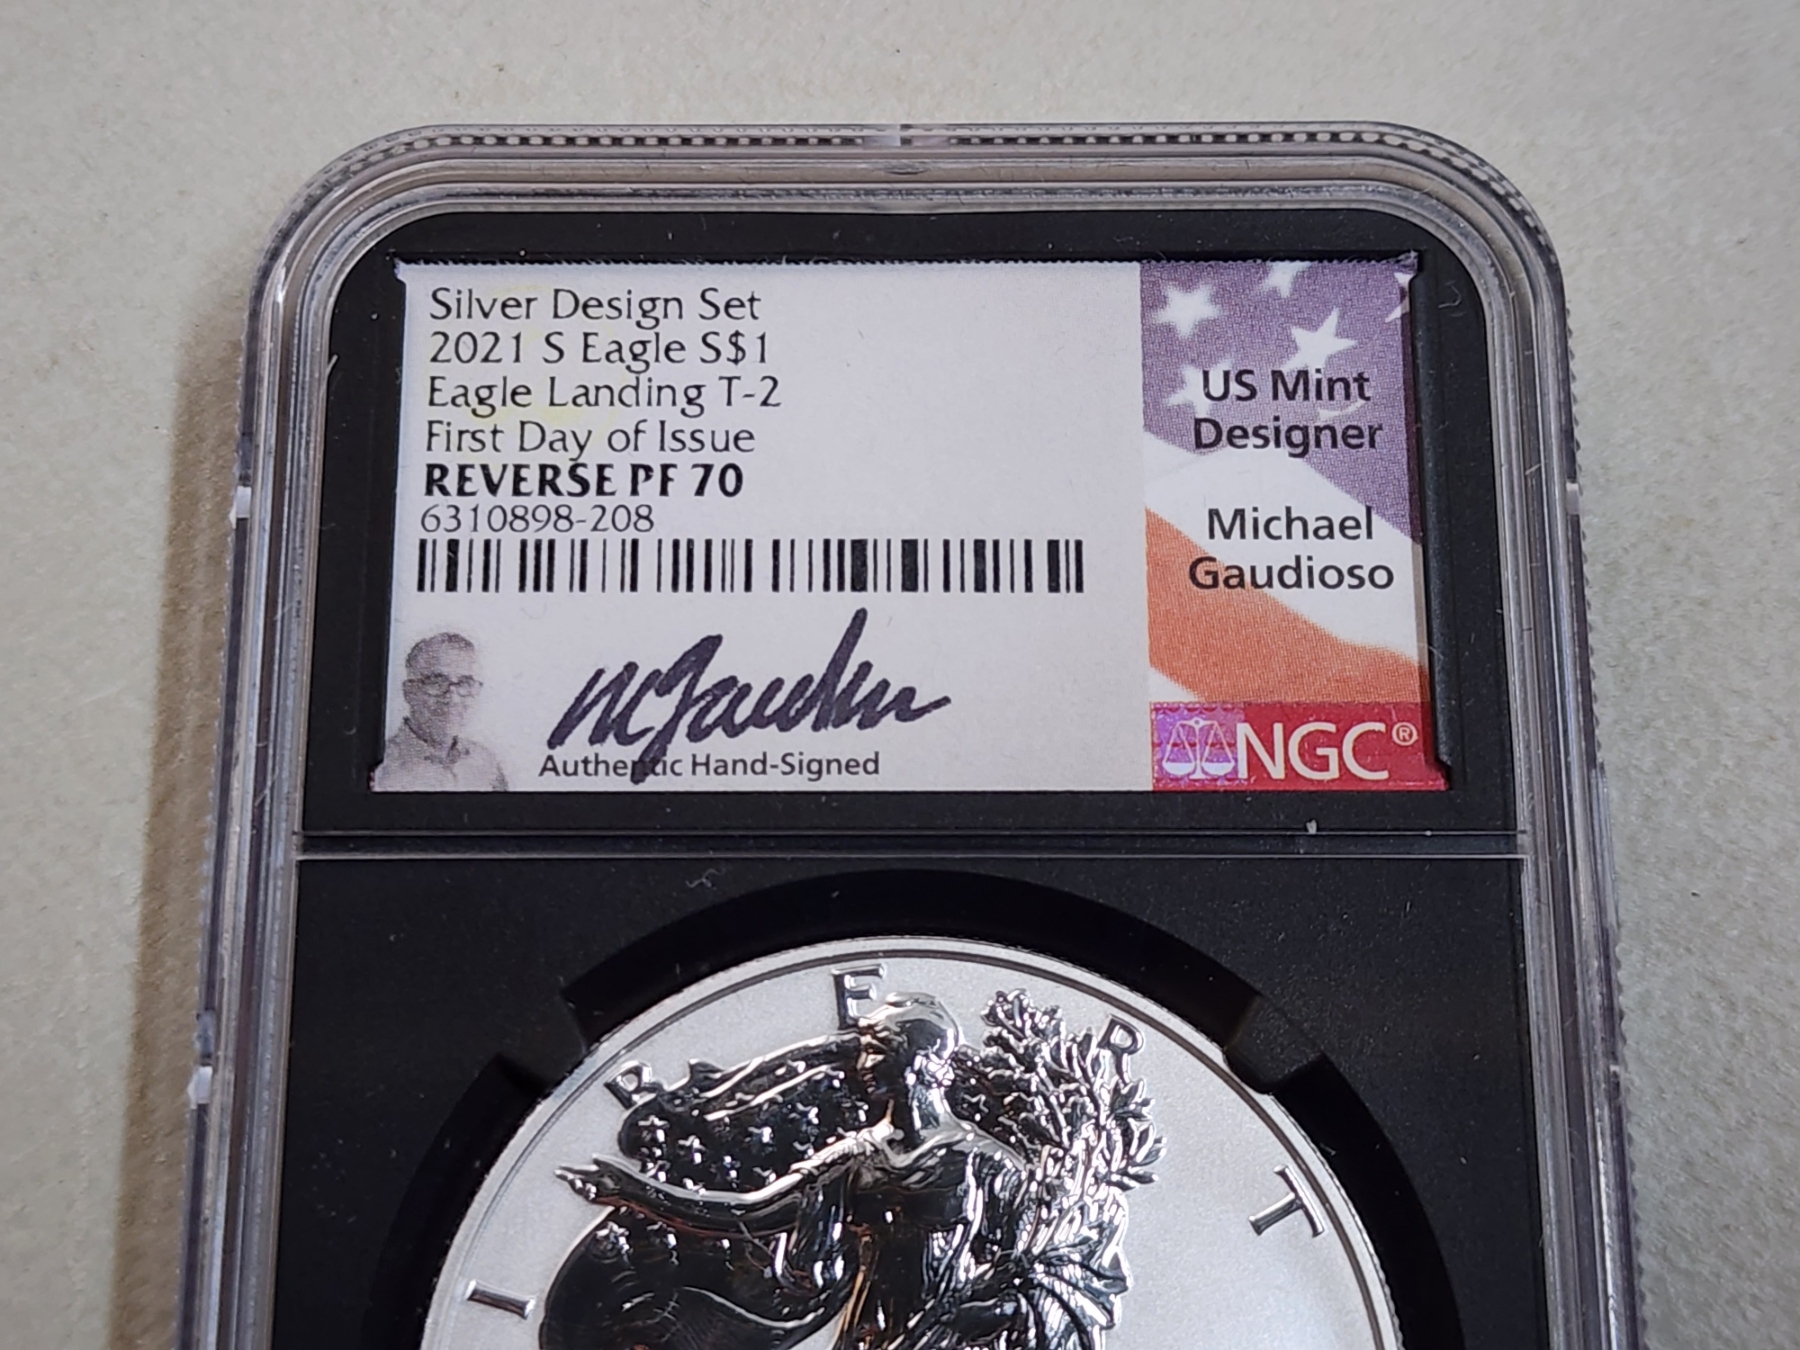 Silver Design Set
2021 S Eagle S$1
Eagle Landing T-2
First Day of Issue
REVERSE PF 70
6310898-208
Authentic Hand-Signed
US Mint
Designer
Michael
Gaudioso
NGC®
LIBERT